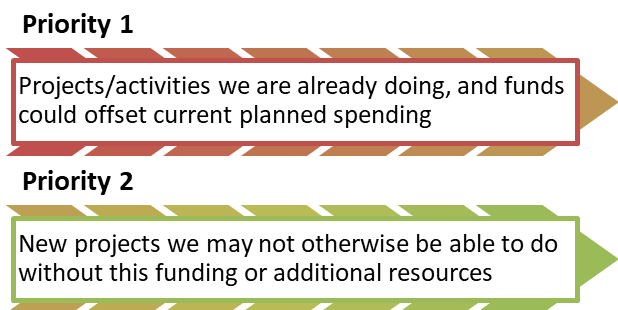 Priority 1
Projects/activities we are already doing, and funds
could offset current planned spending
Priority 2
New projects we may not otherwise be able to do
without this funding or additional resources